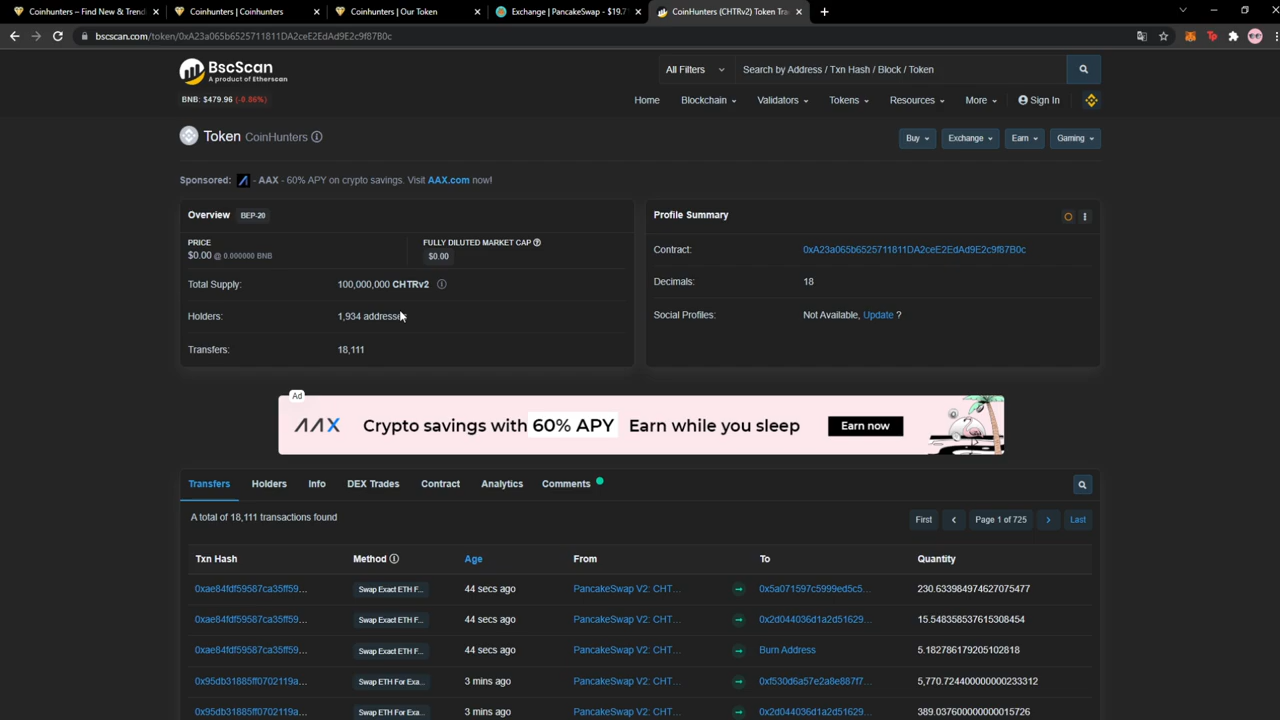 Coinhunters – Find New & Trendi
Coinhunters | Coinhunters
Coinhunters | Our Token
Exchange | PancakeSwap - $19.7
CoinHunters (CHTRv2) Token Tra
bscscan.com/token/0xA23a065b6525711811DA2ceE2EdAd9E2c9f87B0c
BscScan
A product of Etherscan
All Filters
Search by Address / Txn Hash / Block / Token
BNB: $479.96 (-0.86%)
Home
Blockchain
Validators
Tokens
Resources
More
Sign In
Token CoinHunters
Buy
Exchange
Earn
Gaming
Sponsored: - AAX - 60% APY on crypto savings. Visit AAX.com now!
Overview BEP-20
PRICE
$0.00 @ 0.000000 BNB
FULLY DILUTED MARKET CAP
$0.00
Total Supply: 100,000,000 CHTRv2
Holders: 1,934 addresses
Transfers: 18,111
Profile Summary
Contract: 0xA23a065b6525711811DA2ceE2EdAd9E2c9f87B0c
Decimals: 18
Social Profiles: Not Available, Update ?
Ad
AAX Crypto savings with 60% APY Earn while you sleep Earn now
Transfers
Holders
Info
DEX Trades
Contract
Analytics
Comments
A total of 18,111 transactions found
First
Page 1 of 725
Last
Txn Hash Method Age From To Quantity
0xae84fdf59587ca35ff59... Swap Exact ETH F... 44 secs ago PancakeSwap V2: CHT... 0x5a071597c5999ed5c5... 230.633984974627075477
0xae84fdf59587ca35ff59... Swap Exact ETH F... 44 secs ago PancakeSwap V2: CHT... 0x2d044036d1a2d51629... 15.548358537615308454
0xae84fdf59587ca35ff59... Swap Exact ETH F... 44 secs ago PancakeSwap V2: CHT... Burn Address 5.182786179205102818
0x95db31885ff0702119a... Swap ETH For Exa... 3 mins ago PancakeSwap V2: CHT... 0xf530d6a57e2a8e887f7... 5,770.724400000000233312
0x95db31885ff0702119a... Swap ETH For Exa... 3 mins ago PancakeSwap V2: CHT... 0x2d044036d1a2d51629... 389.037600000000015726